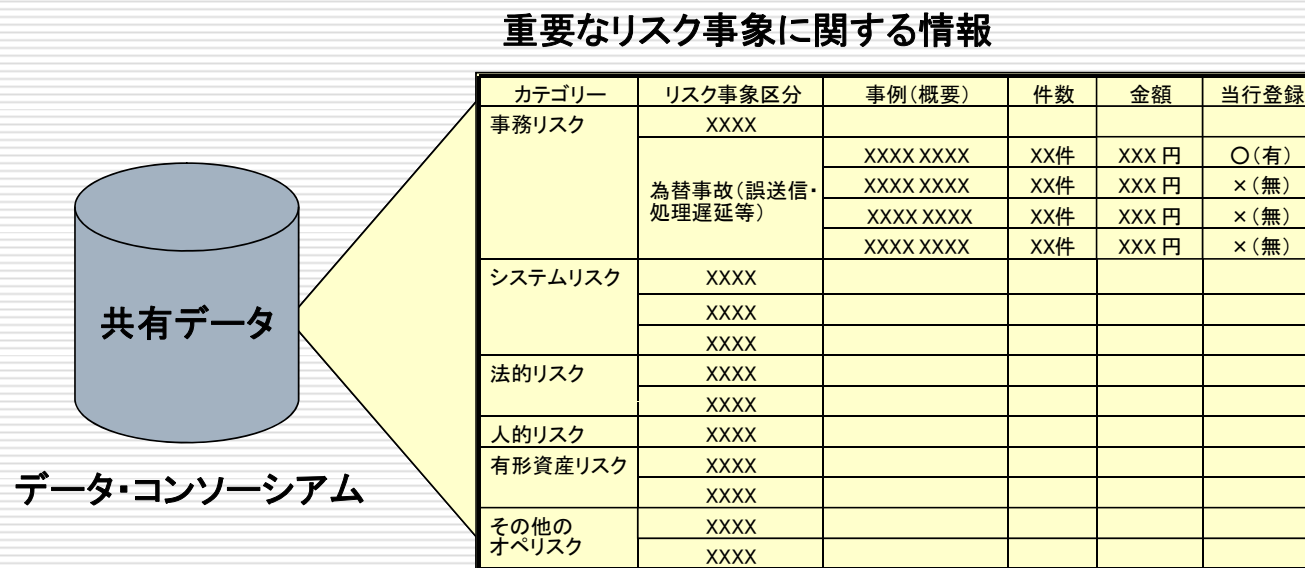 重要なリスク事象に関する情報
カテゴリー リスク事象区分 事例(概要) 件数 金額 当行登録
事務リスク XXXX
為替事故(誤送信・
処理遅延等)
XXXX XXXX XX件 XXX 円 〇(有)
XXXX XXXX XX件 XXX 円 ×(無)
XXXX XXXX XX件 XXX 円 ×(無)
XXXX XXXX XX件 XXX 円 ×(無)
システムリスク XXXX
XXXX
XXXX
法的リスク XXXX
XXXX
人的リスク XXXX
有形資産リスク XXXX
XXXX
その他の
オペリスク
XXXX
XXXX
共有データ
データ・コンソーシアム